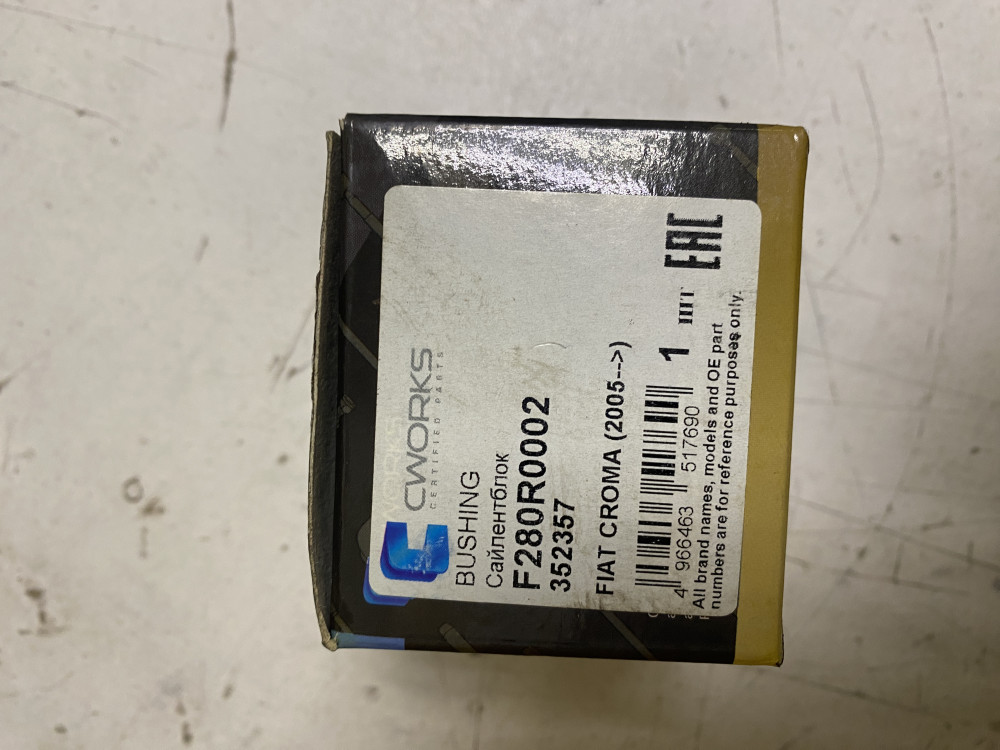 CWORKS
CERTIFIED PARTS
BUSHING
Сайлентблок
F280R0002
352357
FIAT CROMA (2005-->)
4 966463 517690
1 ШТ
EAC
All brand names, models and OE part
numbers are for reference purposes only.